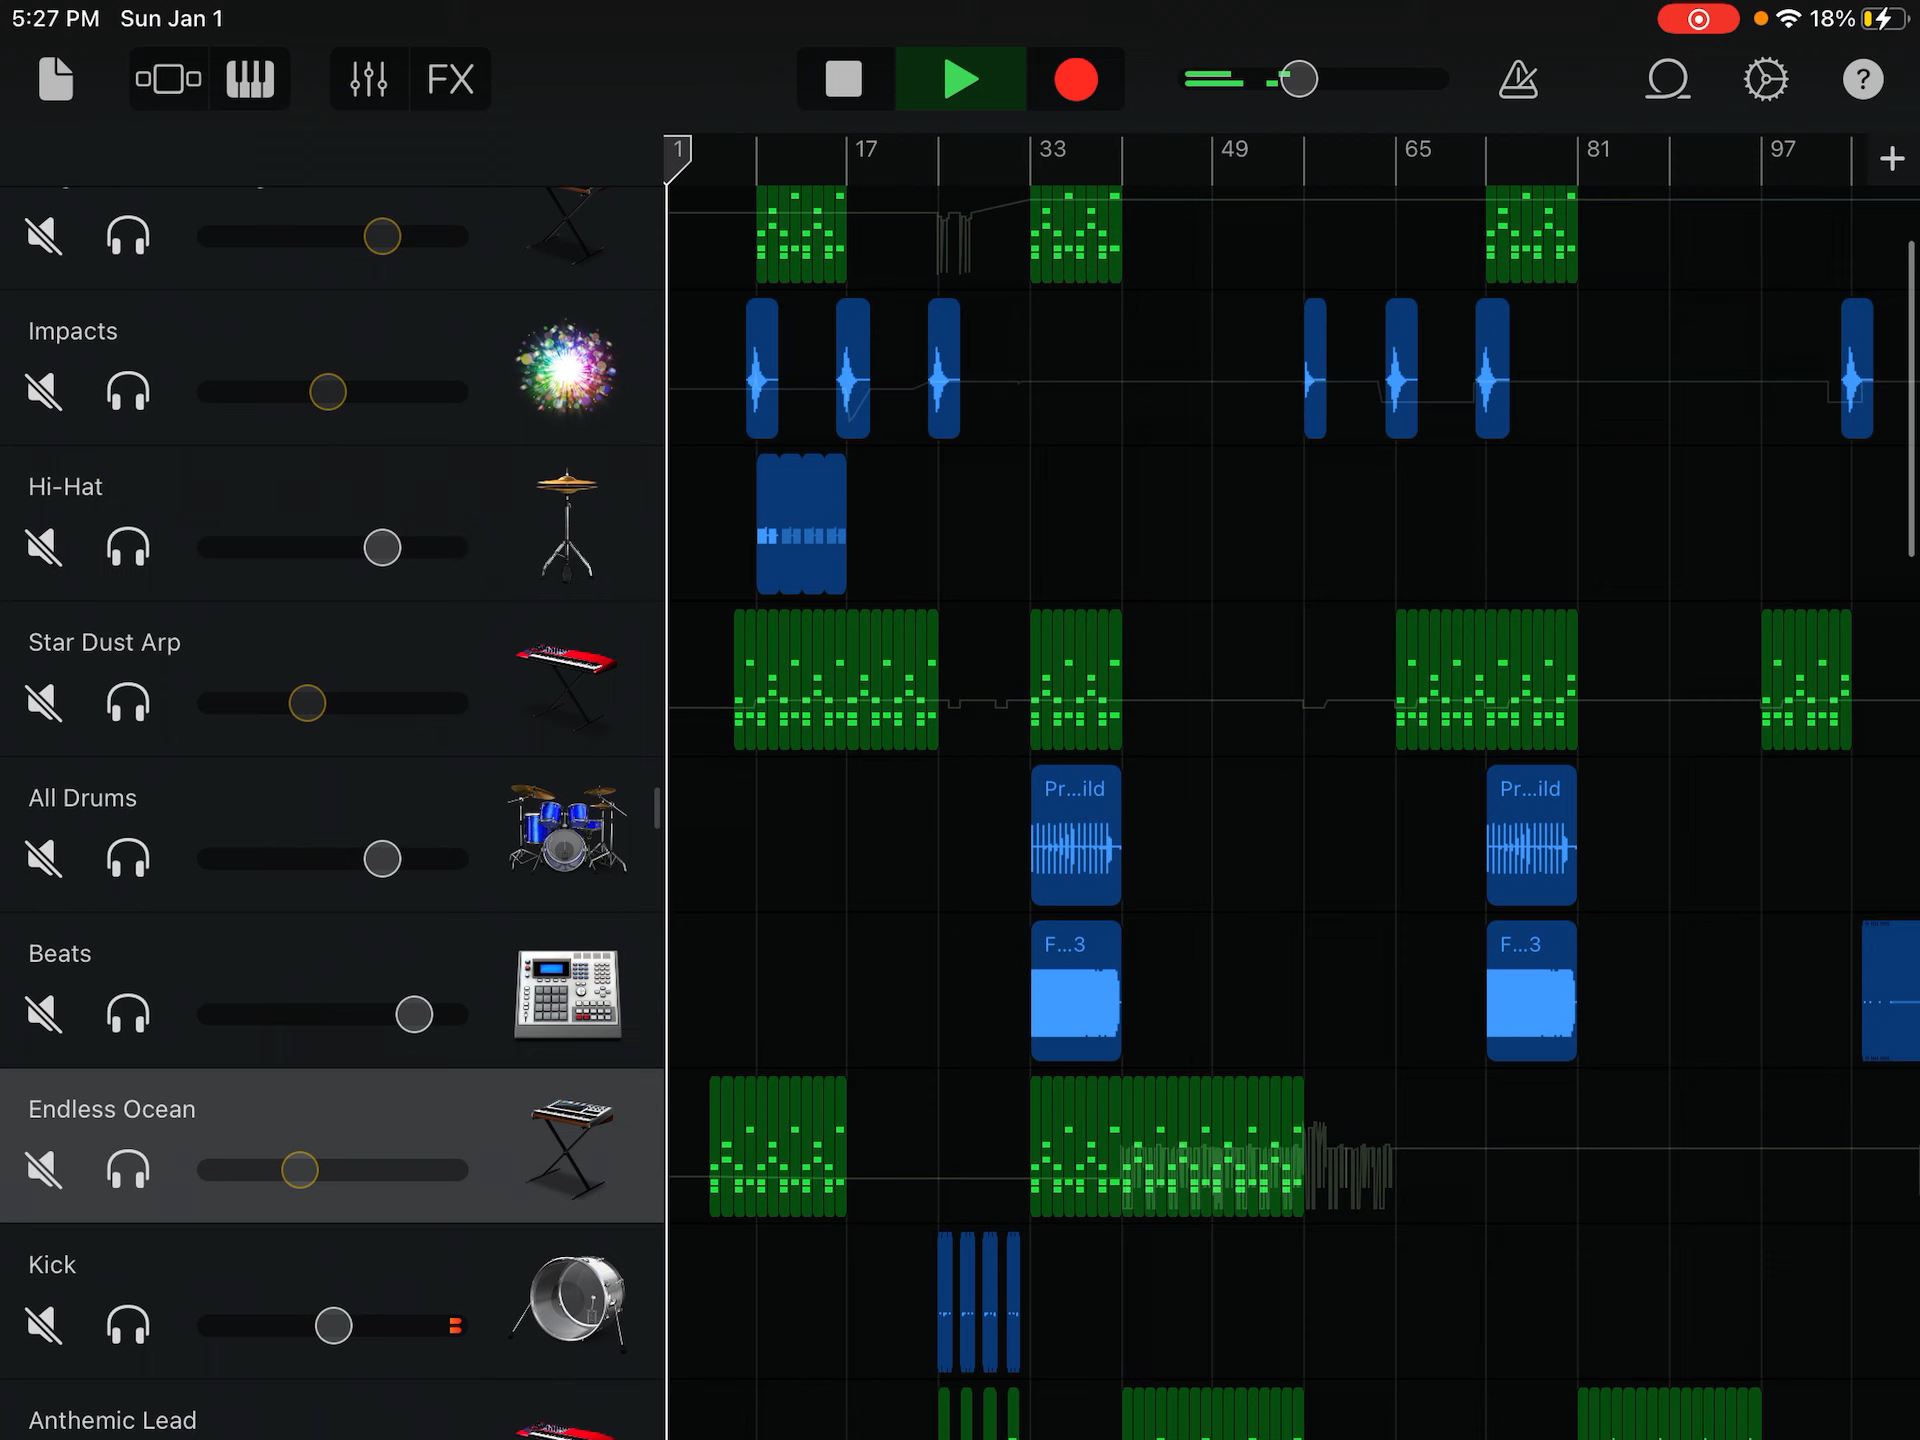 5:27 PM Sun Jan 1
18%
FX
?
1 17 33 49 65 81 97 +
Impacts
Hi-Hat
Star Dust Arp
All Drums
Pr...ild Pr...ild
Beats
F...3 F...3
Endless Ocean
Kick
Anthemic Lead